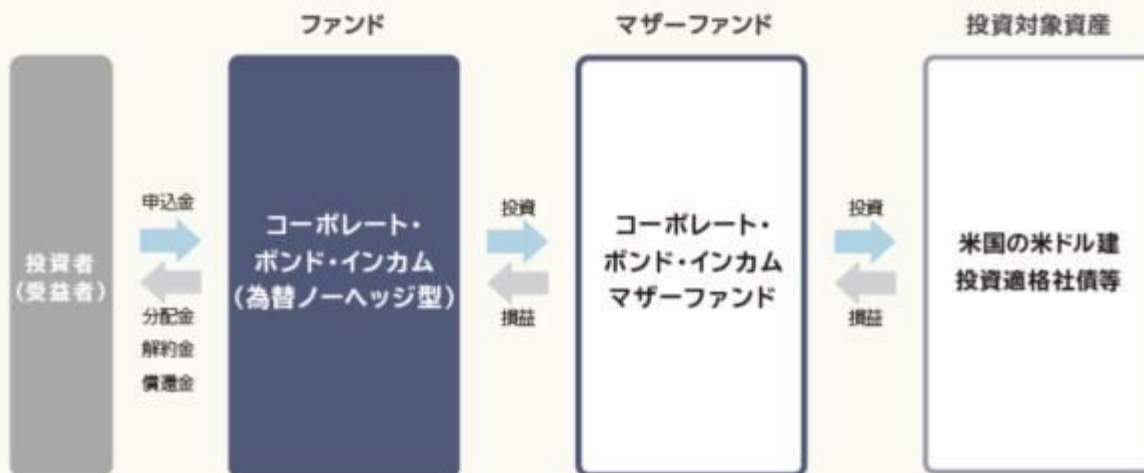 ファンド
マザーファンド
投資対象資産
投資者
(受益者)
申込金
分配金
解約金
償還金
コーポレート・
ボンド・インカム
(為替ノーヘッジ型)
投資
損益
コーポレート・
ボンド・インカム
マザーファンド
投資
損益
米国の米ドル建
投資適格社債等